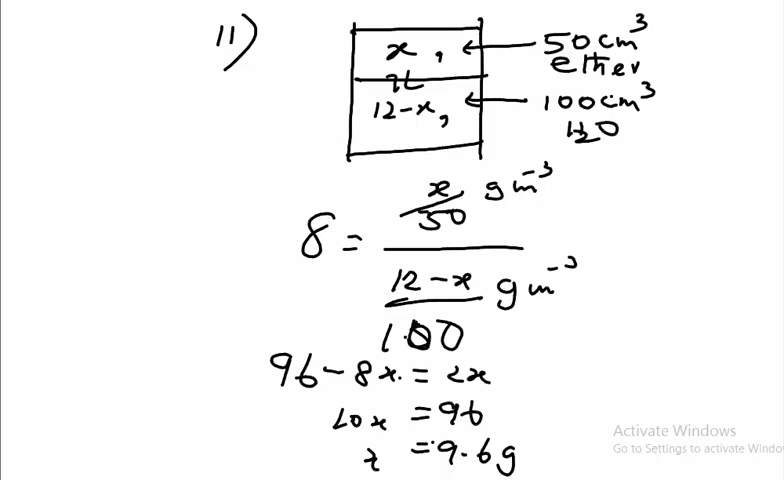 11)
x, ← 50cm³
ether
12-x, ← 100cm³
H2O
8 = x/50 gm⁻³
12-x gm⁻³
100
96 - 8x = 2x
10x = 96
= 9.6g
Activate Windows
Go to Settings to activate Windo